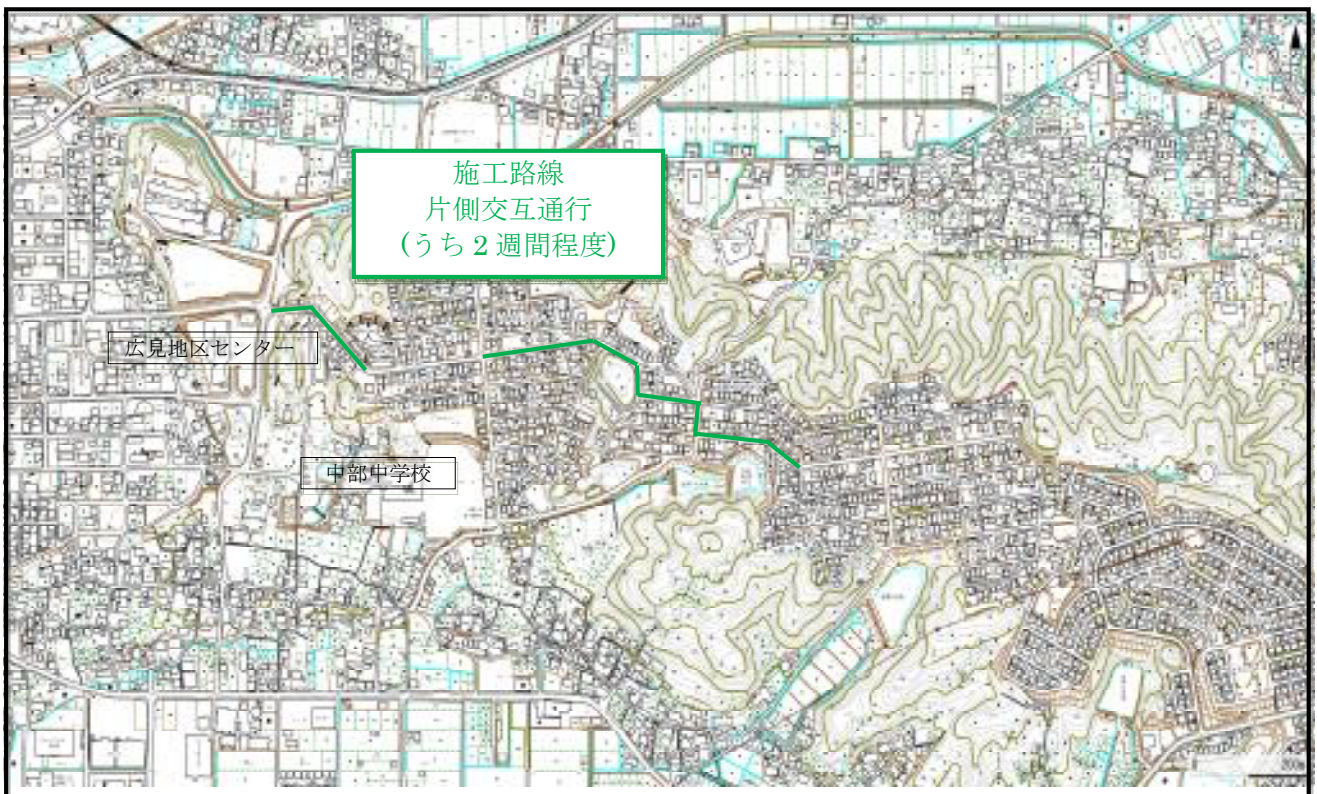 施工路線
片側交互通行
(うち 2 週間程度)
広見地区センター
中部中学校